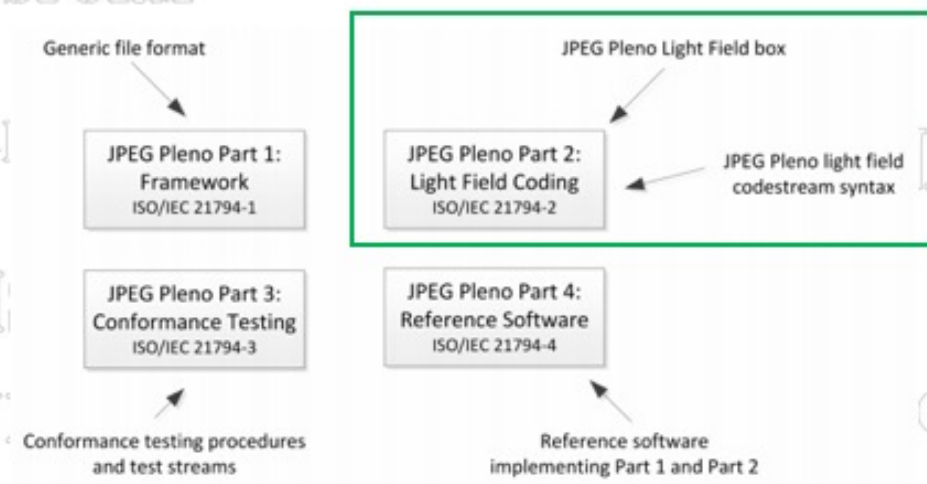 Generic file format
JPEG Pleno Light Field box
JPEG Pleno Part 1:
Framework
ISO/IEC 21794-1
JPEG Pleno Part 2:
Light Field Coding
ISO/IEC 21794-2
JPEG Pleno light field
codestream syntax
JPEG Pleno Part 3:
Conformance Testing
ISO/IEC 21794-3
JPEG Pleno Part 4:
Reference Software
ISO/IEC 21794-4
Conformance testing procedures
and test streams
Reference software
implementing Part 1 and Part 2